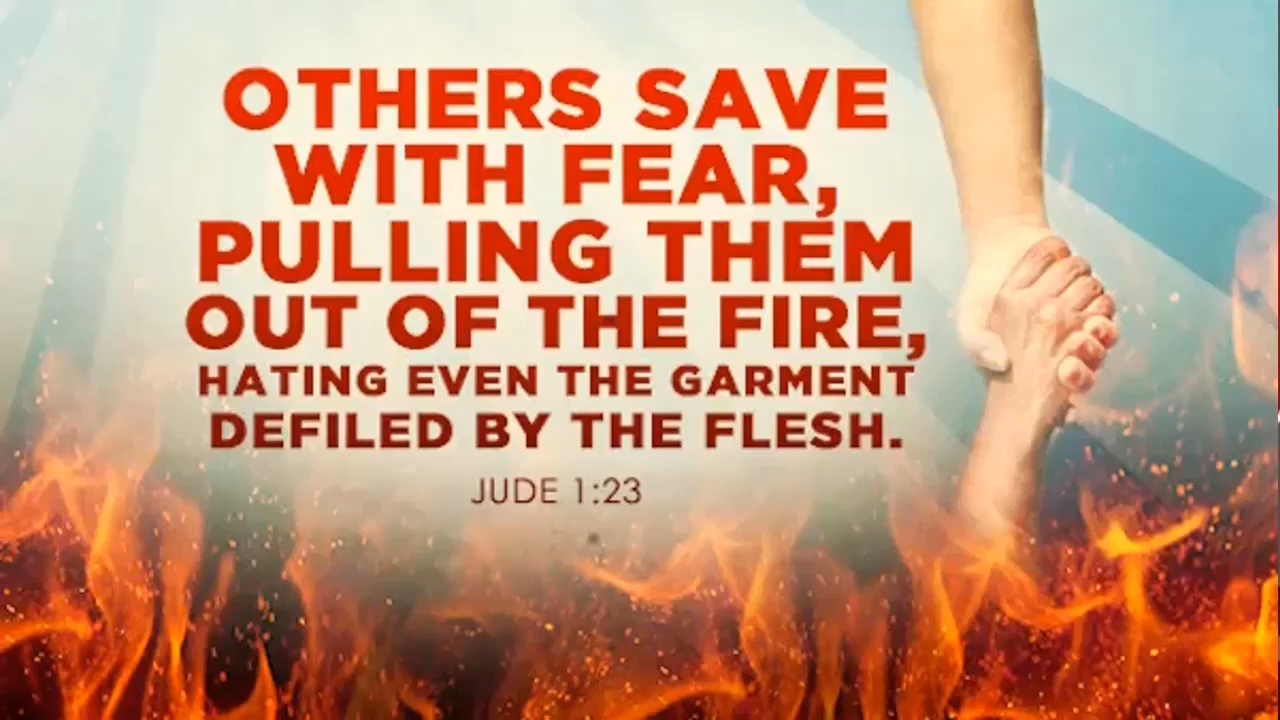 OTHERS SAVE
WITH FEAR,
PULLING THEM
OUT OF THE FIRE,
HATING EVEN THE GARMENT
DEFILED BY THE FLESH.
JUDE 1:23